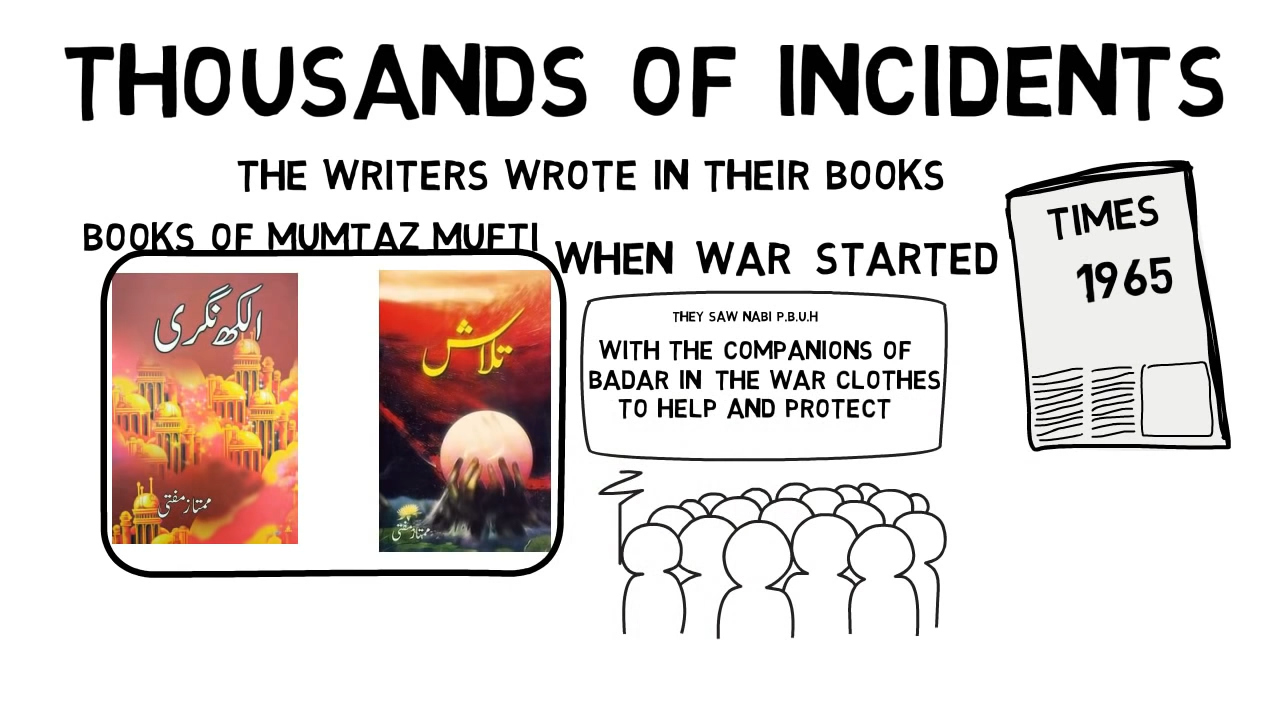 THOUSANDS OF INCIDENTS
THE WRITERS WROTE IN THEIR BOOKS
BOOKS OF MUMTAZ MUFTI
الکھ نگری
ممتاز مفتی
تلاش
ممتاز مفتی
WHEN WAR STARTED
THEY SAW NABI P.B.U.H
WITH THE COMPANIONS OF
BADAR IN THE WAR CLOTHES
TO HELP AND PROTECT
TIMES
1965